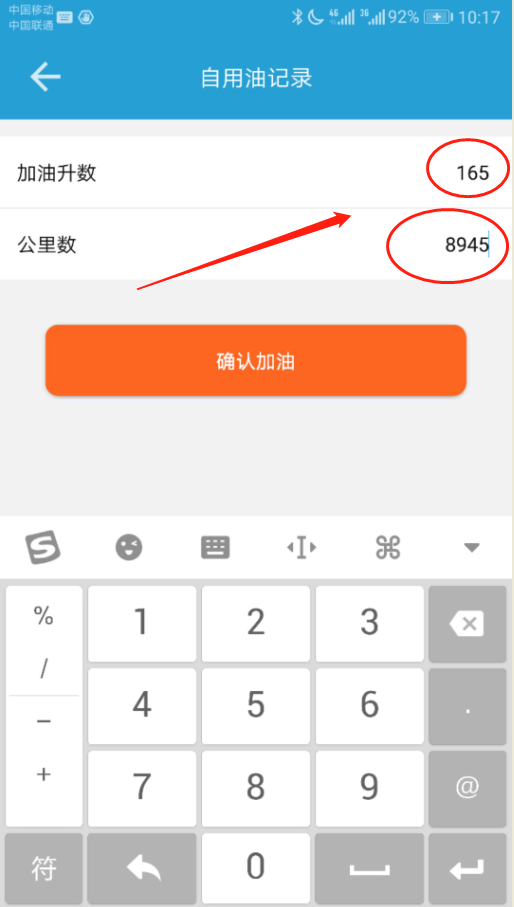 中国移动
中国联通
4G 3G 92% 10:17
自用油记录
加油升数 165
公里数 8945
确认加油
% 1 2 3
/
− 4 5 6 .
+ 7 8 9 @
符 0